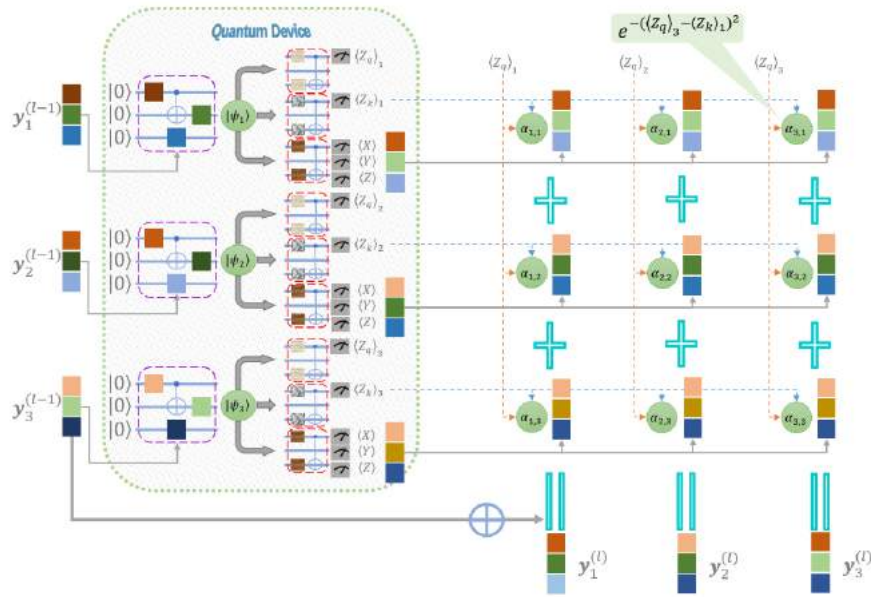 Quantum Device
e^{-(⟨Z_q⟩_3−⟨Z_k⟩_1)^2}
⟨Z_q⟩_1 ⟨Z_q⟩_2 ⟨Z_q⟩_3
y_1^{(l−1)} |0⟩ |0⟩ |0⟩ |ψ_1⟩
⟨Z_q⟩_1
⟨Z_k⟩_1
⟨X⟩
⟨Y⟩
⟨Z⟩
α_{1,1} α_{2,1} α_{3,1}
y_2^{(l−1)} |0⟩ |0⟩ |0⟩ |ψ_2⟩
⟨Z_q⟩_2
⟨Z_k⟩_2
⟨X⟩
⟨Y⟩
⟨Z⟩
α_{1,2} α_{2,2} α_{3,2}
y_3^{(l−1)} |0⟩ |0⟩ |0⟩ |ψ_3⟩
⟨Z_q⟩_3
⟨Z_k⟩_3
⟨X⟩
⟨Y⟩
⟨Z⟩
α_{1,3} α_{2,3} α_{3,3}
y_1^{(l)} y_2^{(l)} y_3^{(l)}